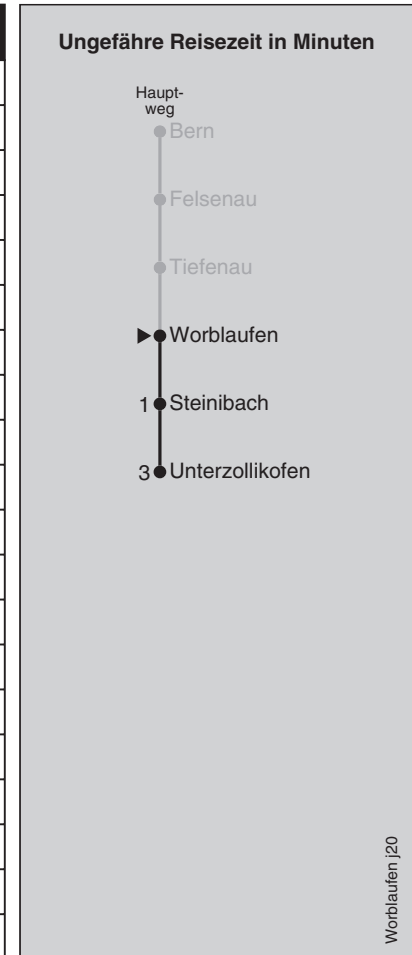 Ungefähre Reisezeit in Minuten
Haupt-
weg
Bern
Felsenau
Tiefenau
Worblaufen
1 Steinibach
3 Unterzollikofen
Worblaufen j20